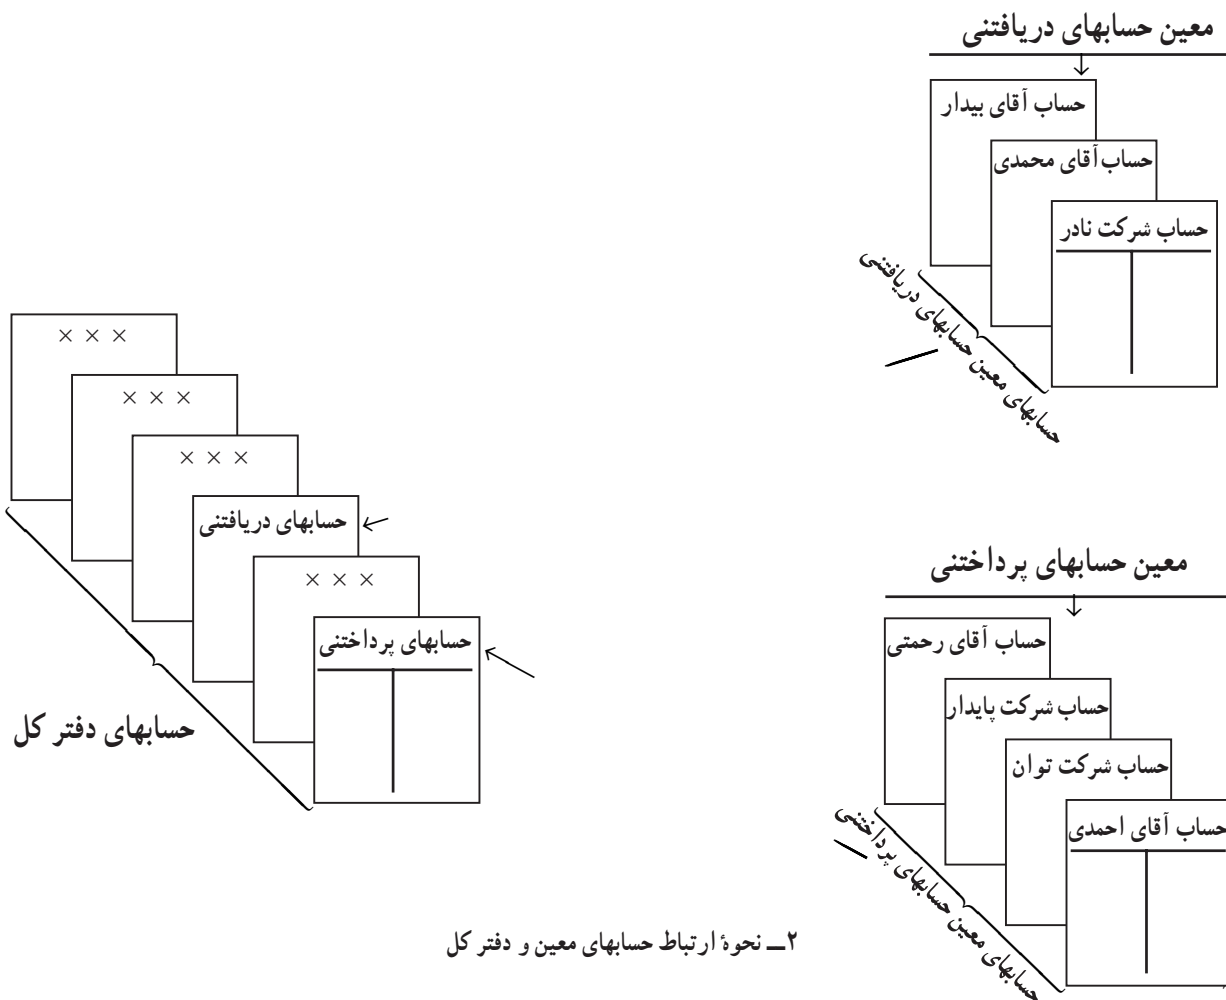 معین حسابهای دریافتنی
حساب آقای بیدار
حساب آقای محمدی
حساب شرکت نادر
حسابهای معین حسابهای دریافتنی
× × ×
× × ×
× × ×
حسابهای دریافتنی
× × ×
حسابهای پرداختنی
حسابهای دفتر کل
معین حسابهای پرداختنی
حساب آقای رحمتی
حساب شرکت پایدار
حساب شرکت توان
حساب آقای احمدی
حسابهای معین حسابهای پرداختنی
۲ــ نحوهٔ ارتباط حسابهای معین و دفتر کل